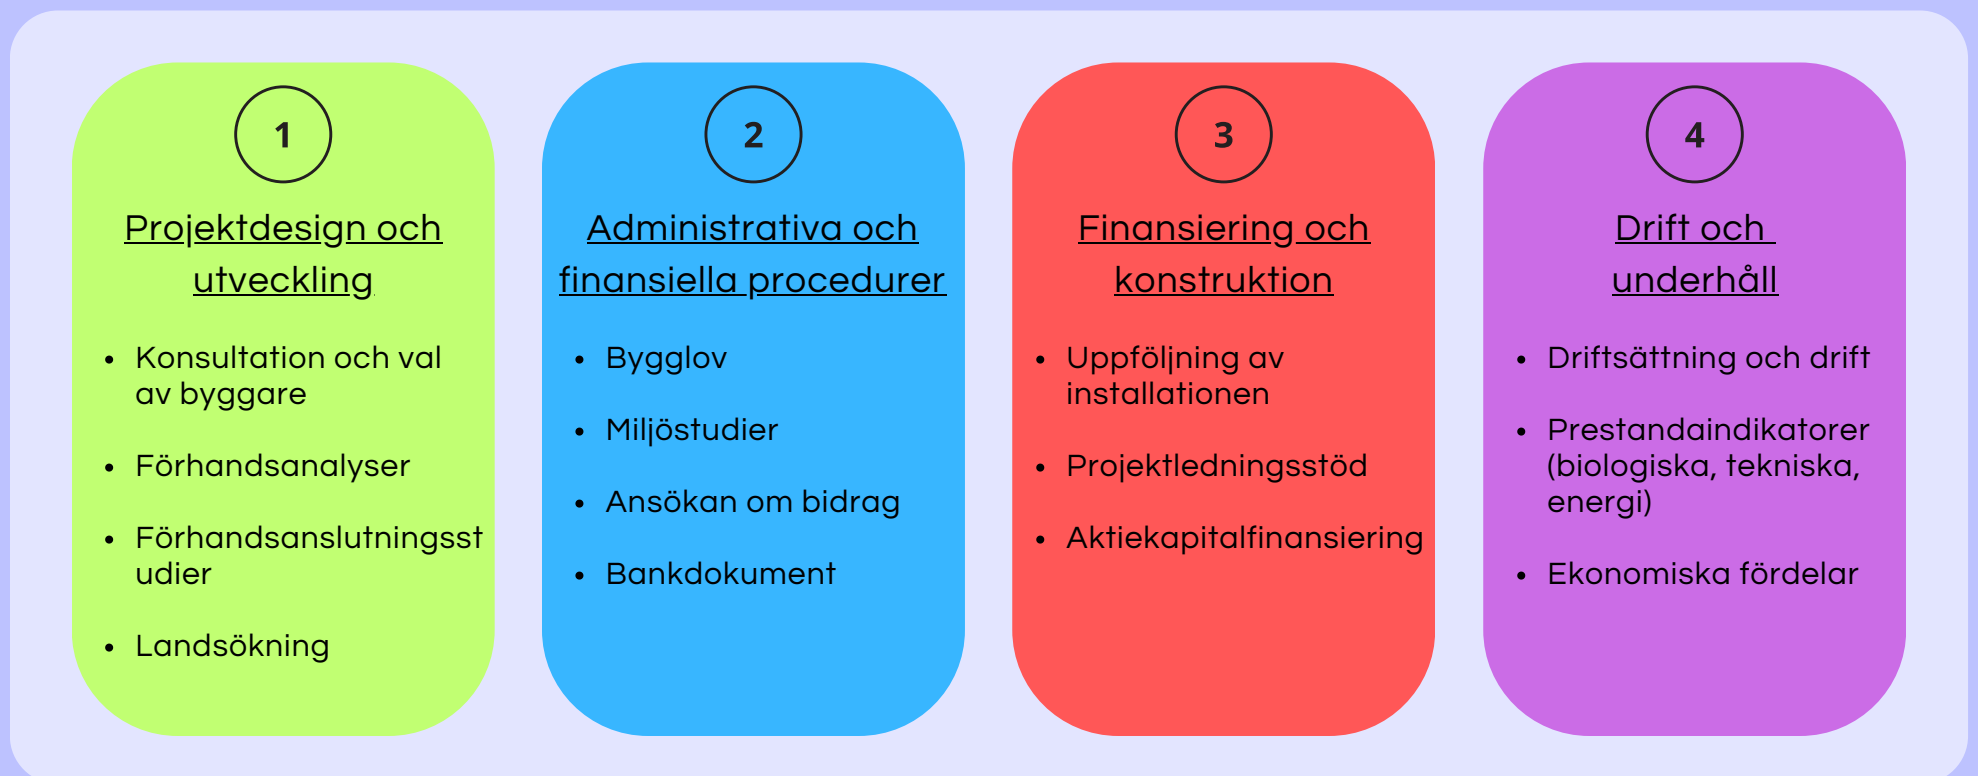 1
Projektdesign och
utveckling
• Konsultation och val
av byggare
• Förhandsanalyser
• Förhandsanslutningsst
udier
• Landsökning
2
Administrativa och
finansiella procedurer
• Bygglov
• Miljöstudier
• Ansökan om bidrag
• Bankdokument
3
Finansiering och
konstruktion
• Uppföljning av
installationen
• Projektledningsstöd
• Aktiekapitalfinansiering
4
Drift och
underhåll
• Driftsättning och drift
• Prestandaindikatorer
(biologiska, tekniska,
energi)
• Ekonomiska fördelar